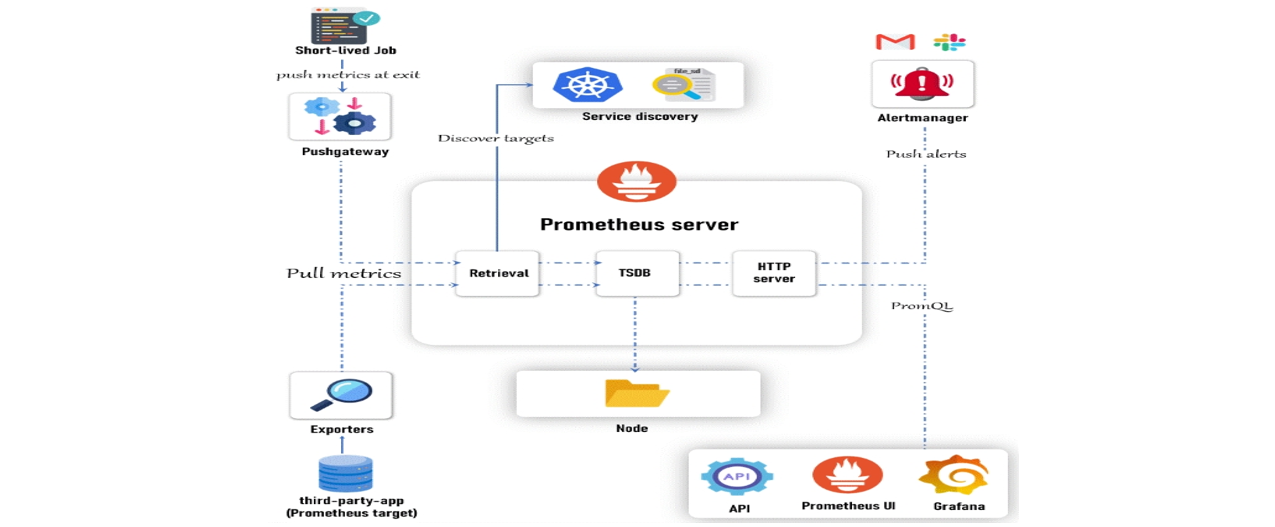 Short-lived Job
push metrics at exit
Pushgateway
file_sd
Service discovery
Discover targets
Alertmanager
Push alerts
Prometheus server
Pull metrics
Retrieval
TSDB
HTTP
server
PromQL
Exporters
Node
third-party-app
(Prometheus target)
API
API
Prometheus UI
Grafana